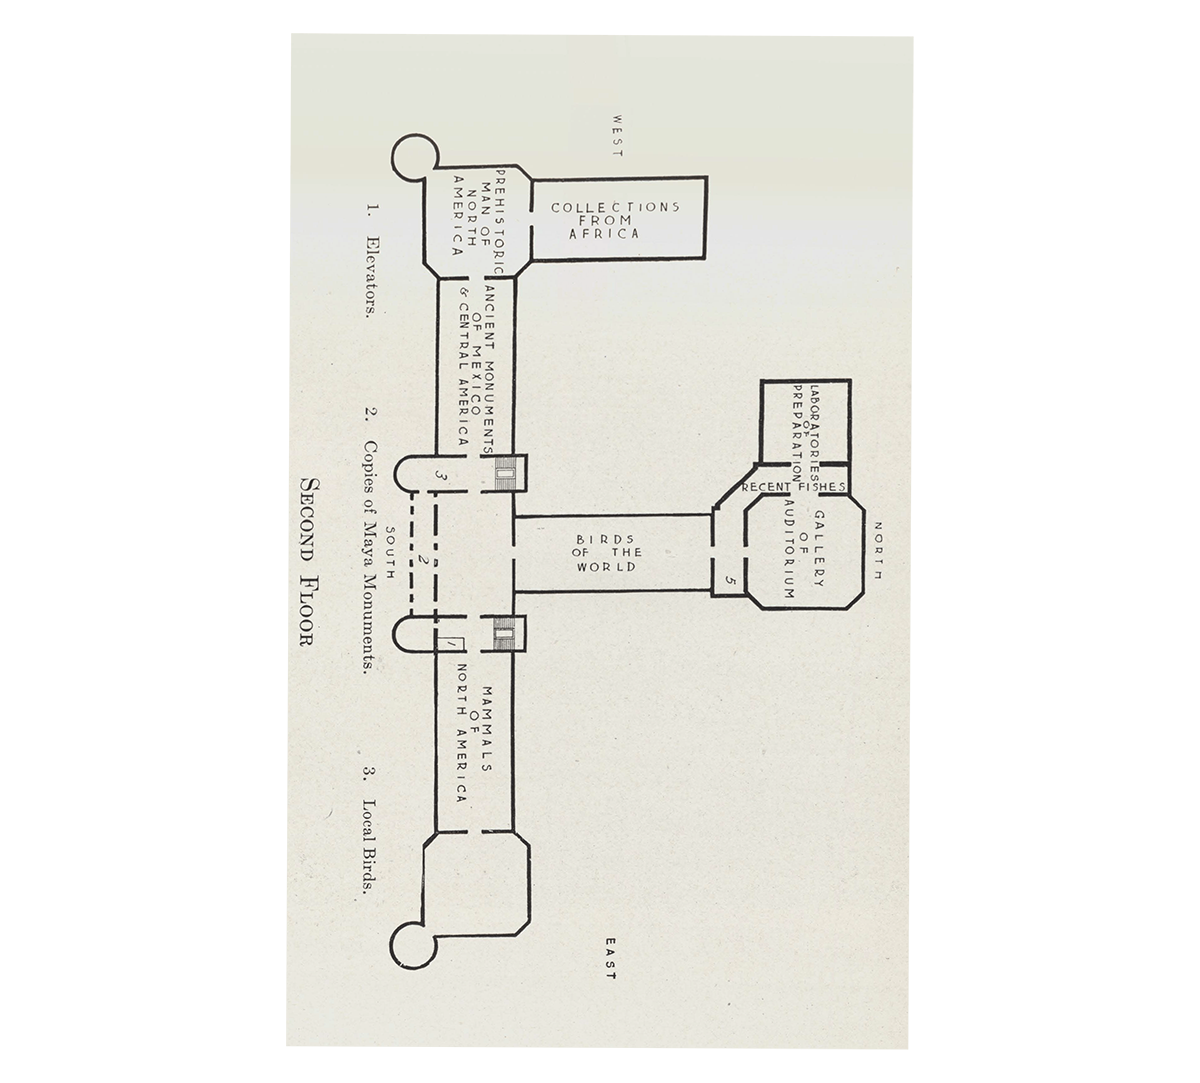 NORTH
LABORATORIES
OF
PREPARATION
RECENT FISHES
GALLERY
OF
AUDITORIUM
5
WEST
COLLECTIONS
FROM
AFRICA
BIRDS
OF THE
WORLD
EAST
PREHISTORIC
MAN OF
NORTH
AMERICA
ANCIENT MONUMENTS
OF MEXICO
& CENTRAL AMERICA
3
2
1
MAMMALS
OF
NORTH AMERICA
SOUTH
1. Elevators. 2. Copies of Maya Monuments. 3. Local Birds.
SECOND FLOOR